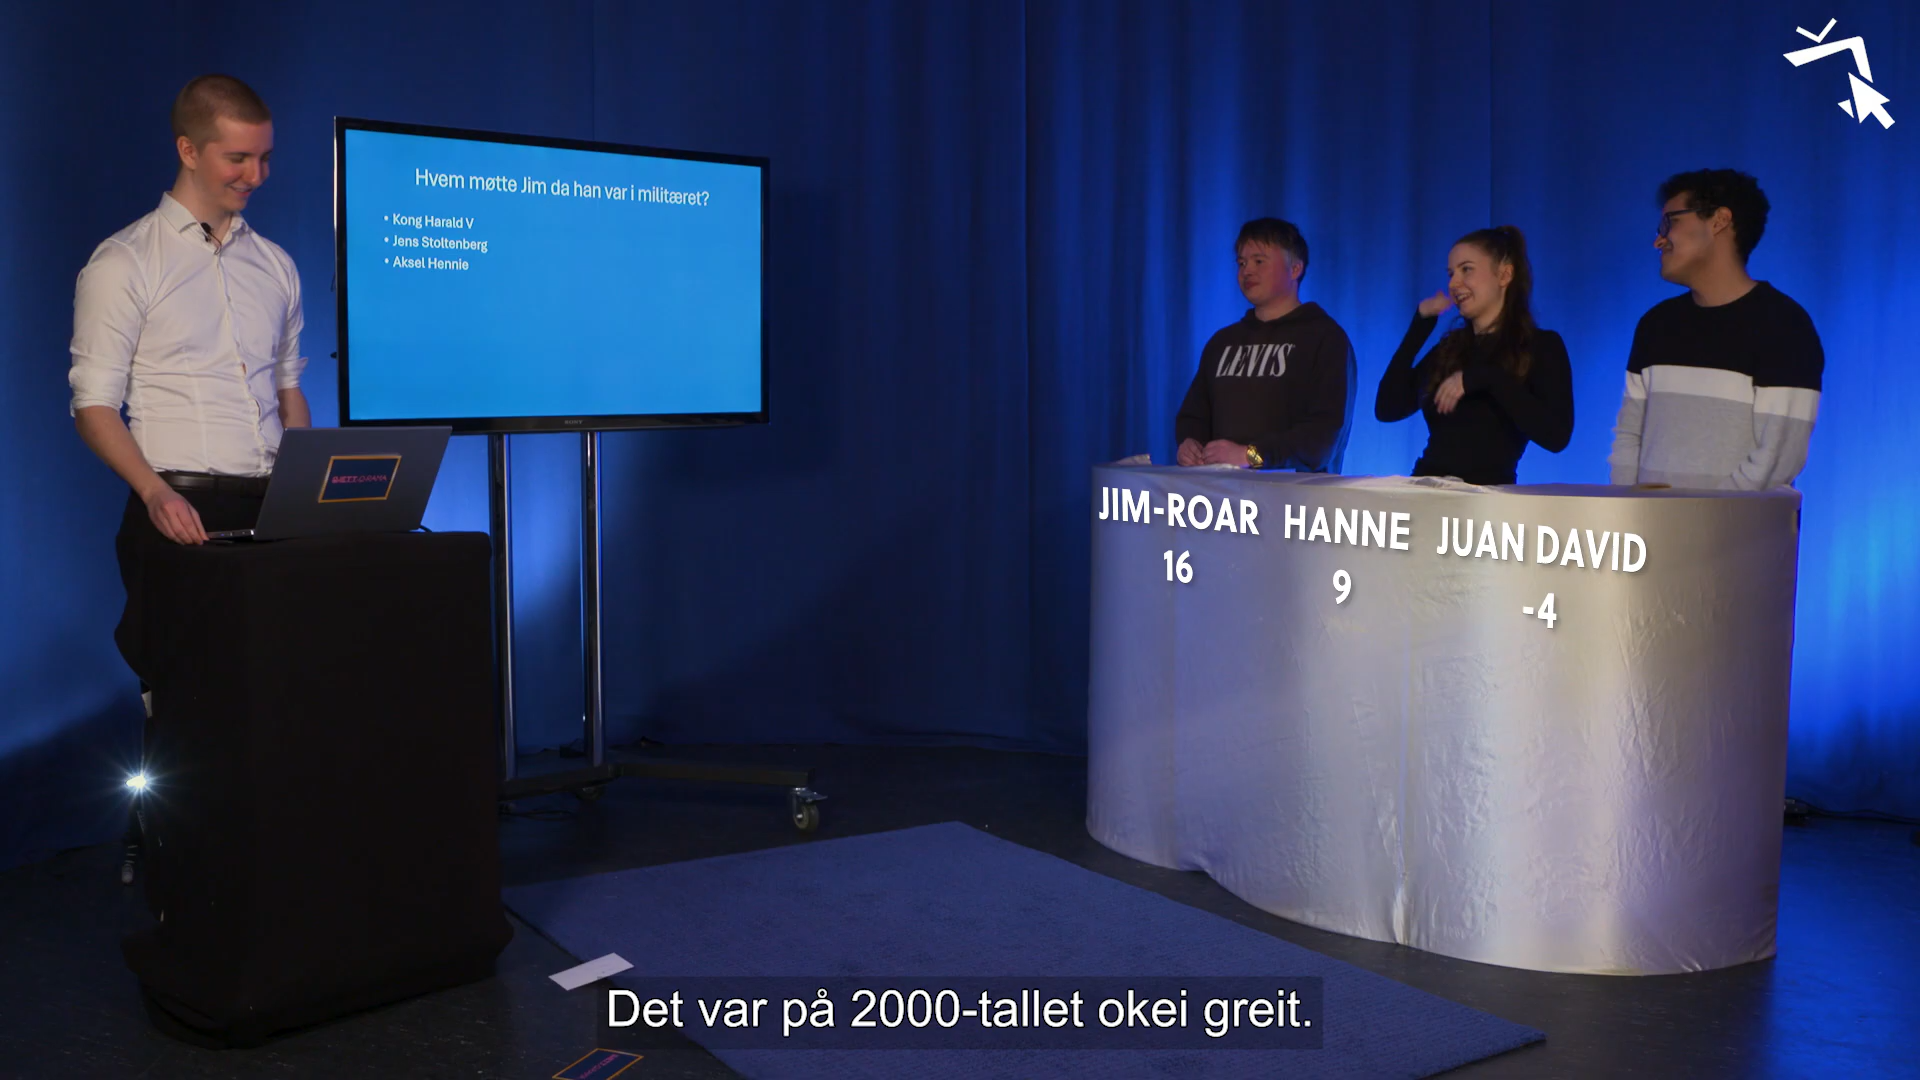 Hvem møtte Jim da han var i militæret?
• Kong Harald V
• Jens Stoltenberg
• Aksel Hennie
SONY
LEVI'S
JIM-ROAR HANNE JUAN DAVID
16 9 -4
Det var på 2000-tallet okei greit.